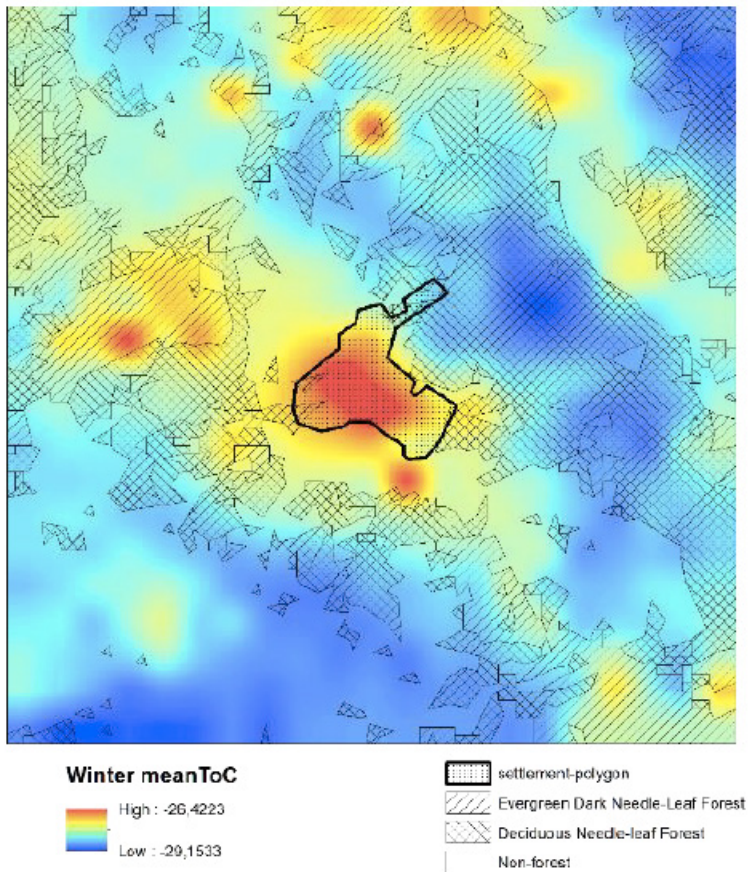 Winter meanToC
High : -26,4223
Low : -29,1533
settlement-polygon
Evergreen Dark Needle-Leaf Forest
Deciduous Needle-leaf Forest
Non-forest